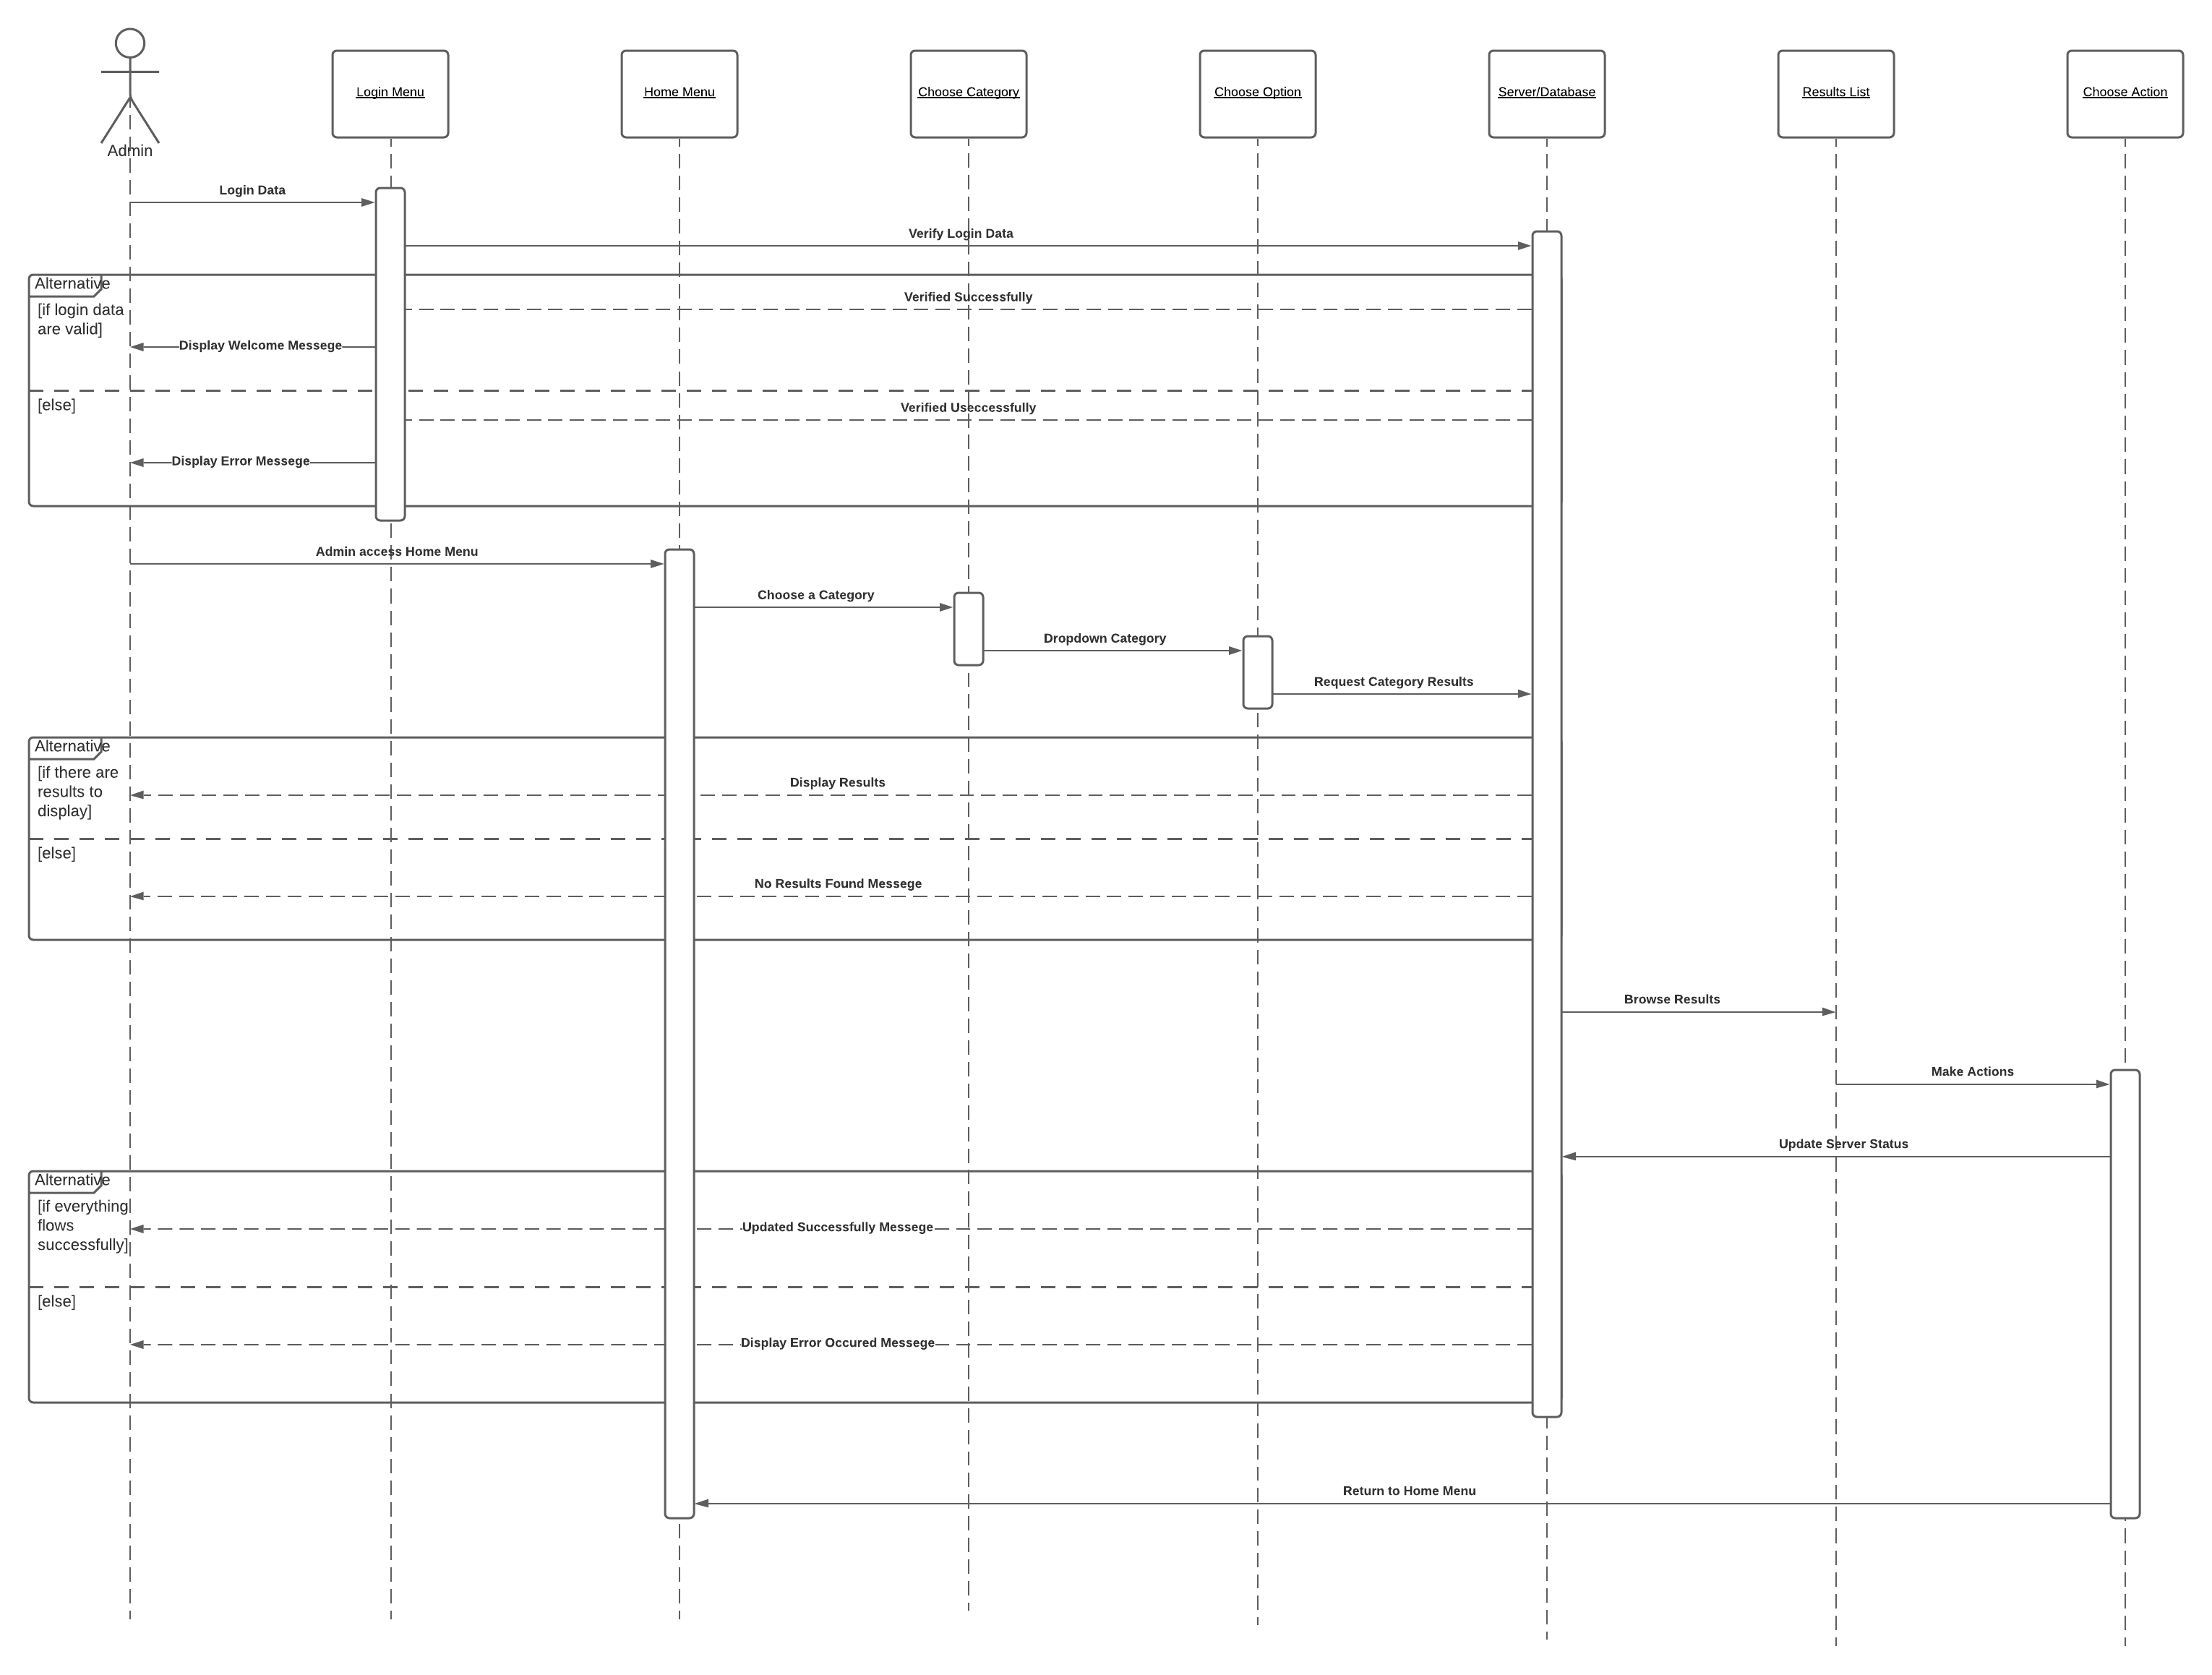 Login Menu
Home Menu
Choose Category
Choose Option
Server/Database
Results List
Choose Action
Admin
Login Data
Verify Login Data
Alternative
[if login data
are valid]
Verified Successfully
Display Welcome Messege
[else]
Verified Useccessfully
Display Error Messege
Admin access Home Menu
Choose a Category
Dropdown Category
Request Category Results
Alternative
[if there are
results to
display]
Display Results
[else]
No Results Found Messege
Browse Results
Make Actions
Update Server Status
Alternative
[if everything
flows
successfully]
Updated Successfully Messege
[else]
Display Error Occured Messege
Return to Home Menu